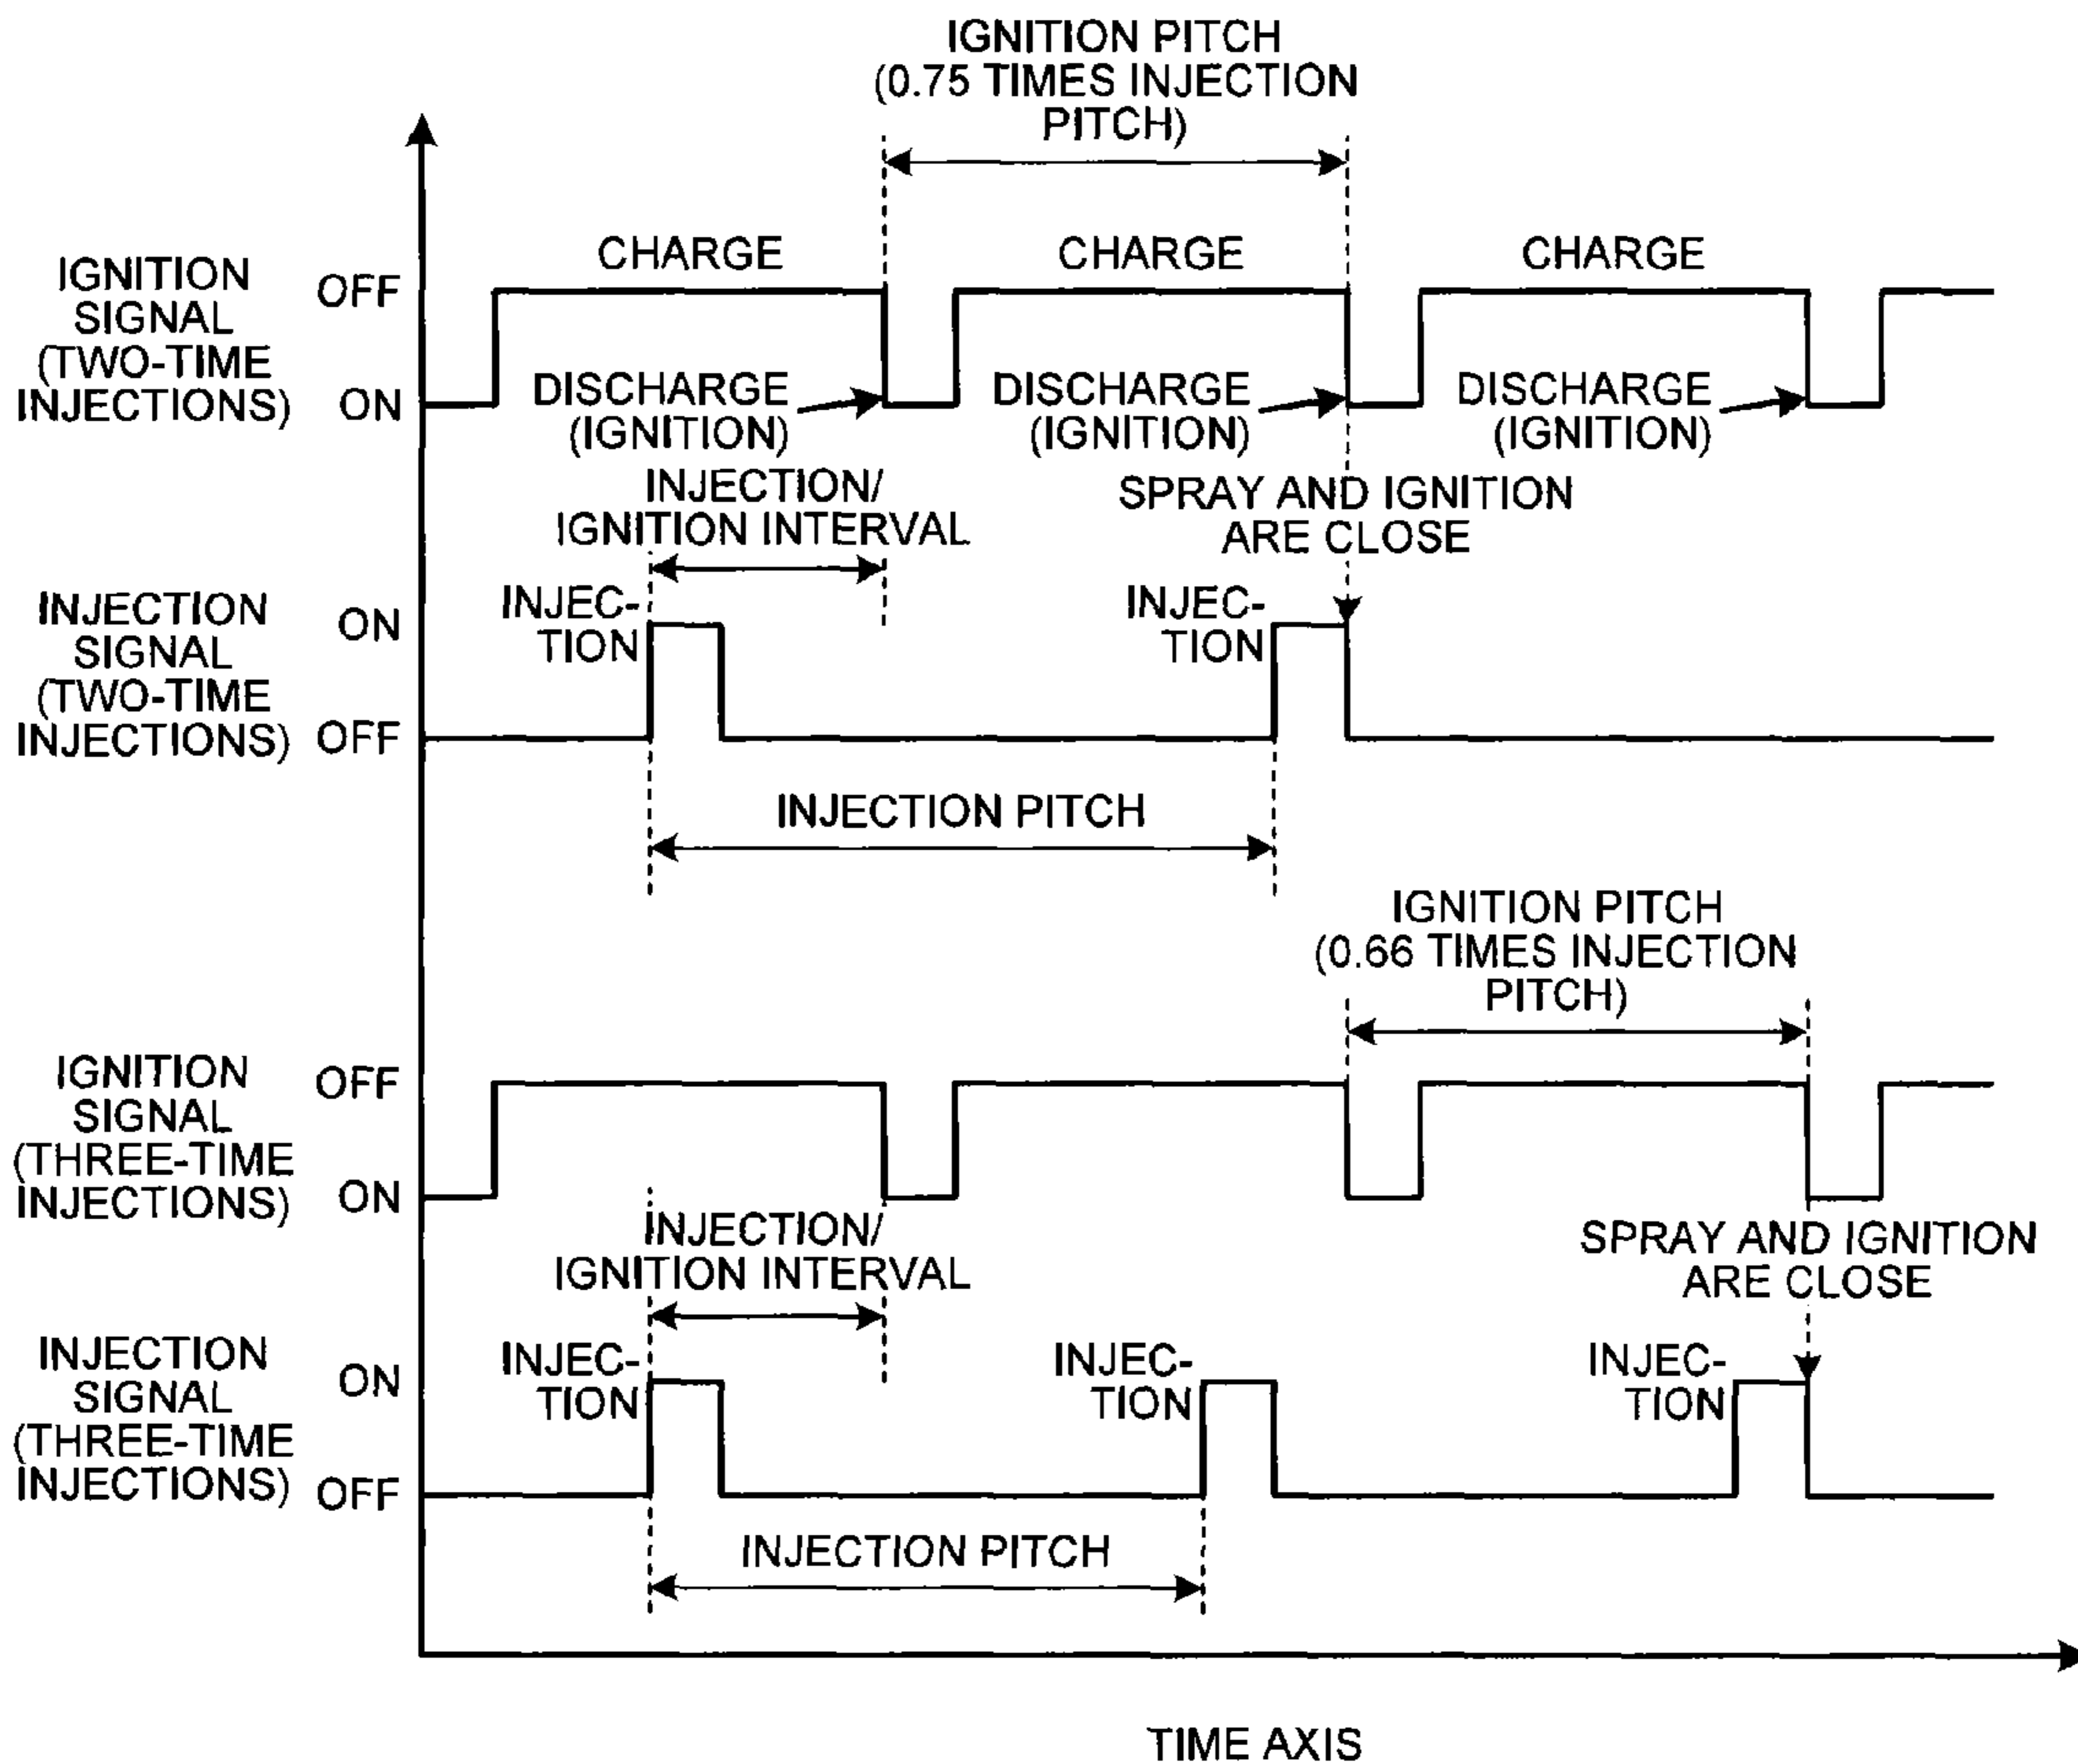 IGNITION PITCH
(0.75 TIMES INJECTION
PITCH)
CHARGE
CHARGE
CHARGE
IGNITION
SIGNAL
(TWO-TIME
INJECTIONS)
OFF
ON
DISCHARGE
(IGNITION)
DISCHARGE
(IGNITION)
DISCHARGE
(IGNITION)
INJECTION/
IGNITION INTERVAL
SPRAY AND IGNITION
ARE CLOSE
INJECTION
SIGNAL
(TWO-TIME
INJECTIONS)
ON
OFF
INJEC-
TION
INJEC-
TION
INJECTION PITCH
IGNITION PITCH
(0.66 TIMES INJECTION
PITCH)
IGNITION
SIGNAL
(THREE-TIME
INJECTIONS)
OFF
ON
INJECTION/
IGNITION INTERVAL
SPRAY AND IGNITION
ARE CLOSE
INJECTION
SIGNAL
(THREE-TIME
INJECTIONS)
ON
OFF
INJEC-
TION
INJEC-
TION
INJEC-
TION
INJECTION PITCH
TIME AXIS